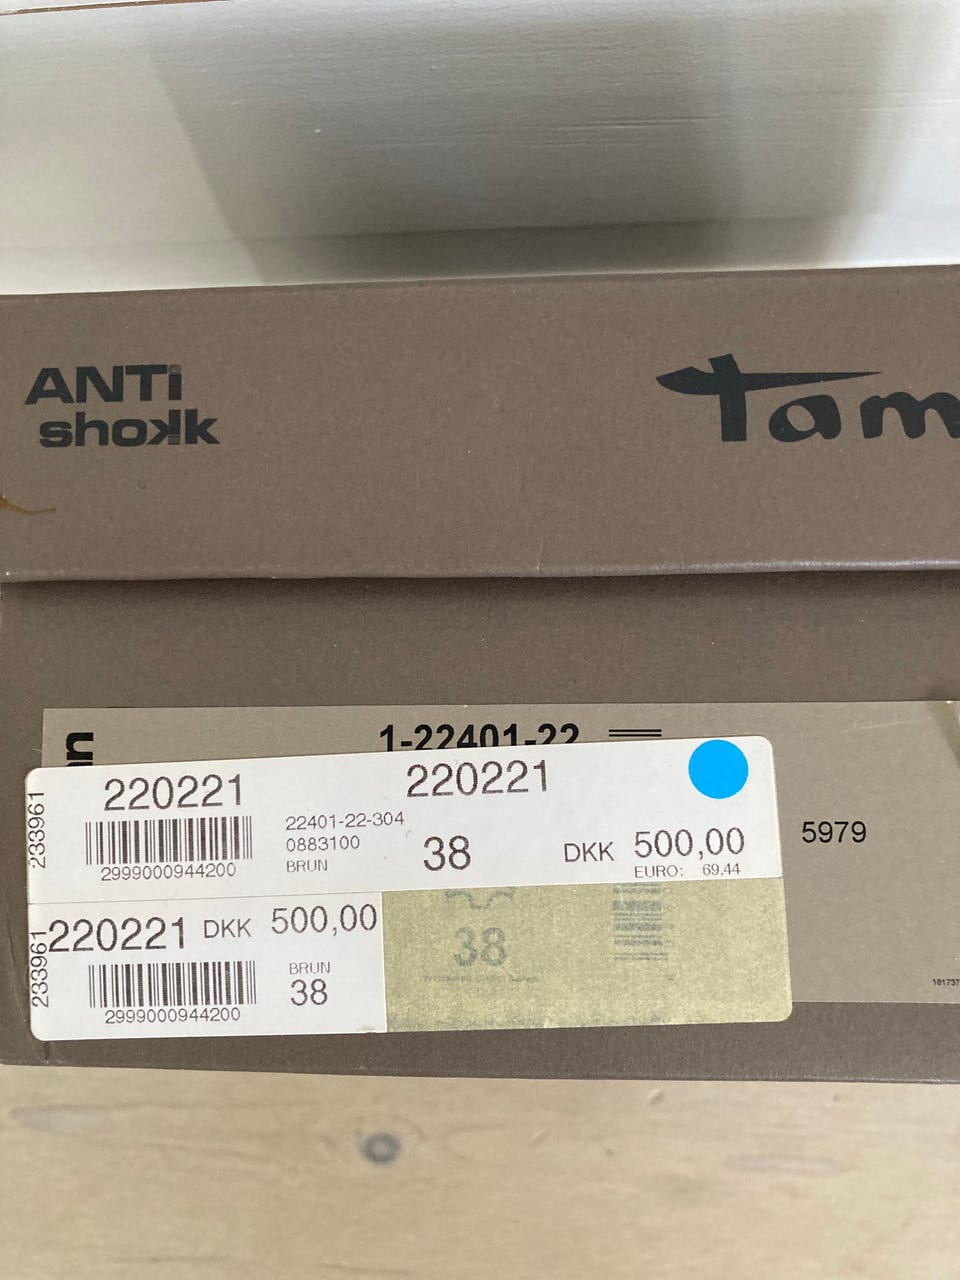 ANTi
shokk
Tam
1-22401-22
220221
220221
233961
2999000944200
22401-22-304
0883100
BRUN
38
DKK 500,00
EURO: 69.44
5979
220221 DKK 500,00
233961
2999000944200
BRUN
38
38
181737